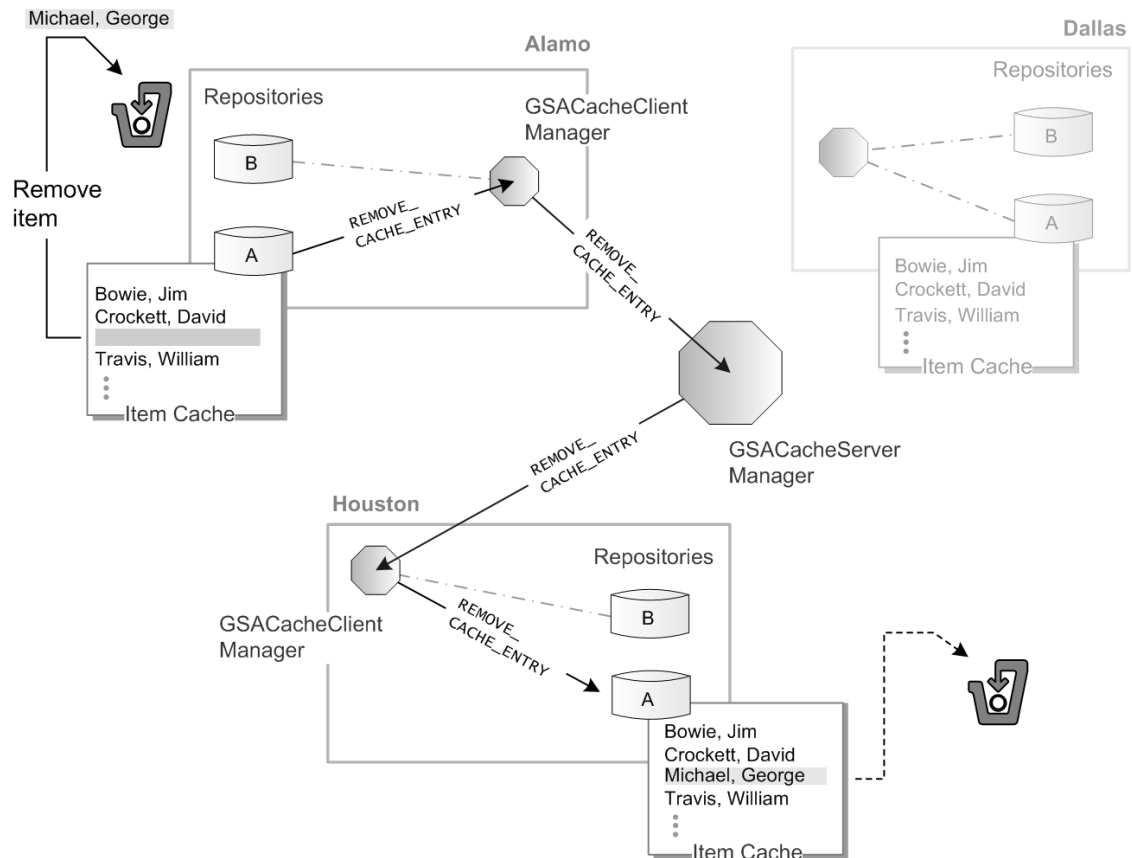 Michael, George
Remove
item
Alamo
Repositories
GSACacheClient
Manager
B
A
REMOVE_
CACHE_ENTRY
Bowie, Jim
Crockett, David
Travis, William
Item Cache
REMOVE_
CACHE_ENTRY
Dallas
Repositories
B
A
Bowie, Jim
Crockett, David
Travis, William
Item Cache
GSACacheServer
Manager
REMOVE_
CACHE_ENTRY
Houston
Repositories
GSACacheClient
Manager
B
REMOVE_
CACHE_ENTRY
A
Bowie, Jim
Crockett, David
Michael, George
Travis, William
Item Cache